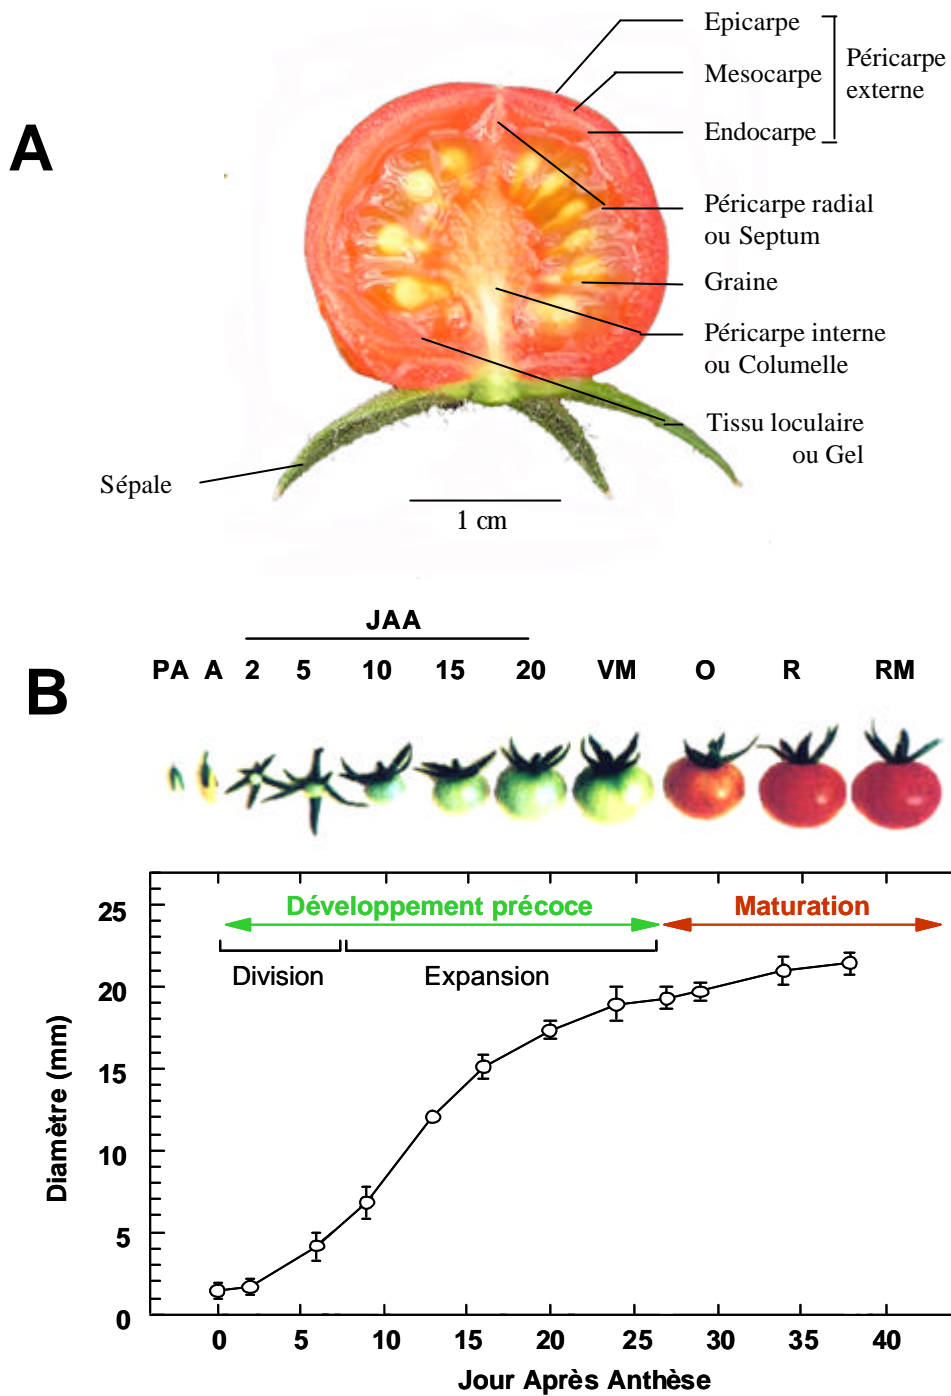 A
Epicarpe
Mesocarpe
Endocarpe
Péricarpe
externe
Péricarpe radial
ou Septum
Graine
Péricarpe interne
ou Columelle
Tissu loculaire
ou Gel
Sépale
1 cm
B
JAA
PA A 2 5 10 15 20 VM O R RM
Développement précoce Maturation
Division Expansion
25
20
15
10
5
0
Diamètre (mm)
0 5 10 15 20 25 30 35 40
Jour Après Anthèse